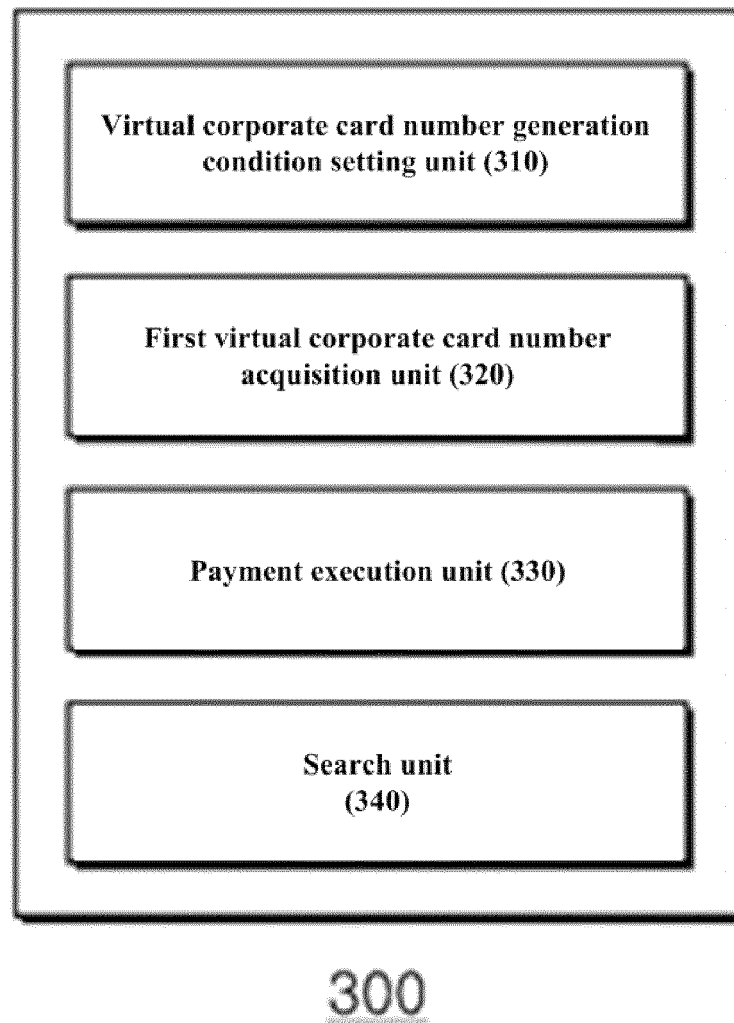 Virtual corporate card number generation
condition setting unit (310)
First virtual corporate card number
acquisition unit (320)
Payment execution unit (330)
Search unit
(340)
300